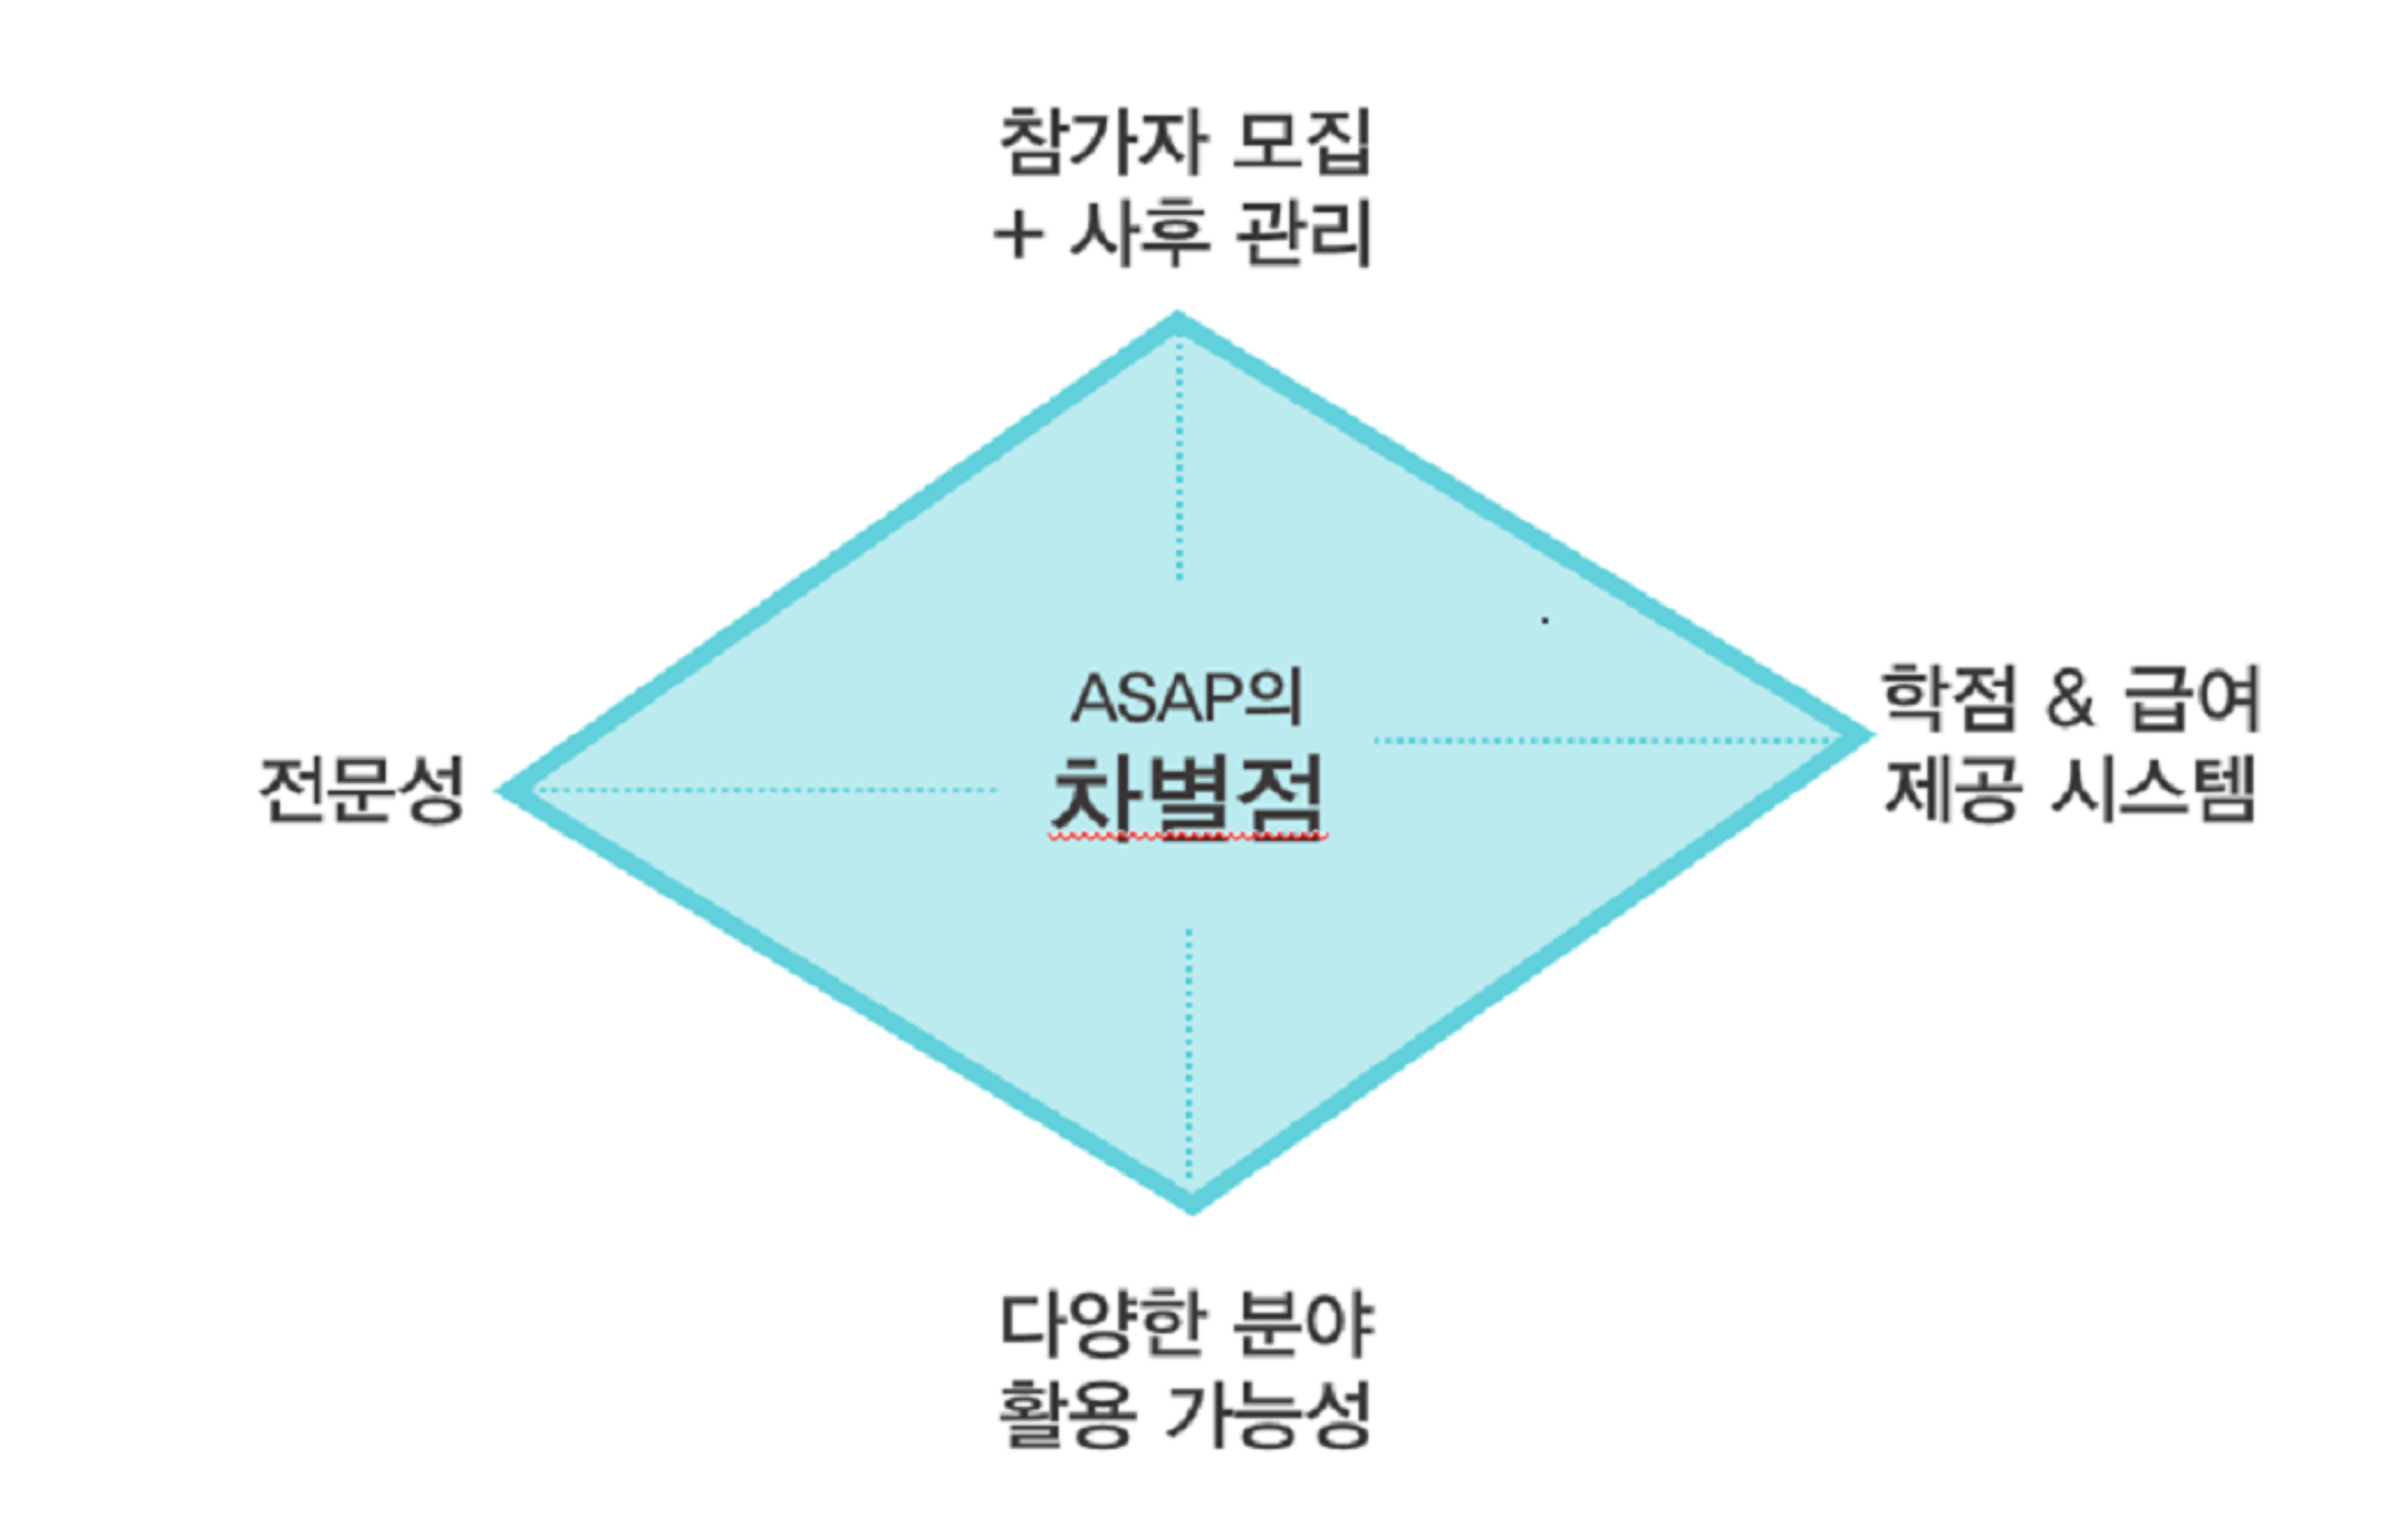 참가자 모집
+ 사후 관리
ASAP의
차별점
전문성
학점 & 급여
제공 시스템
다양한 분야
활용 가능성